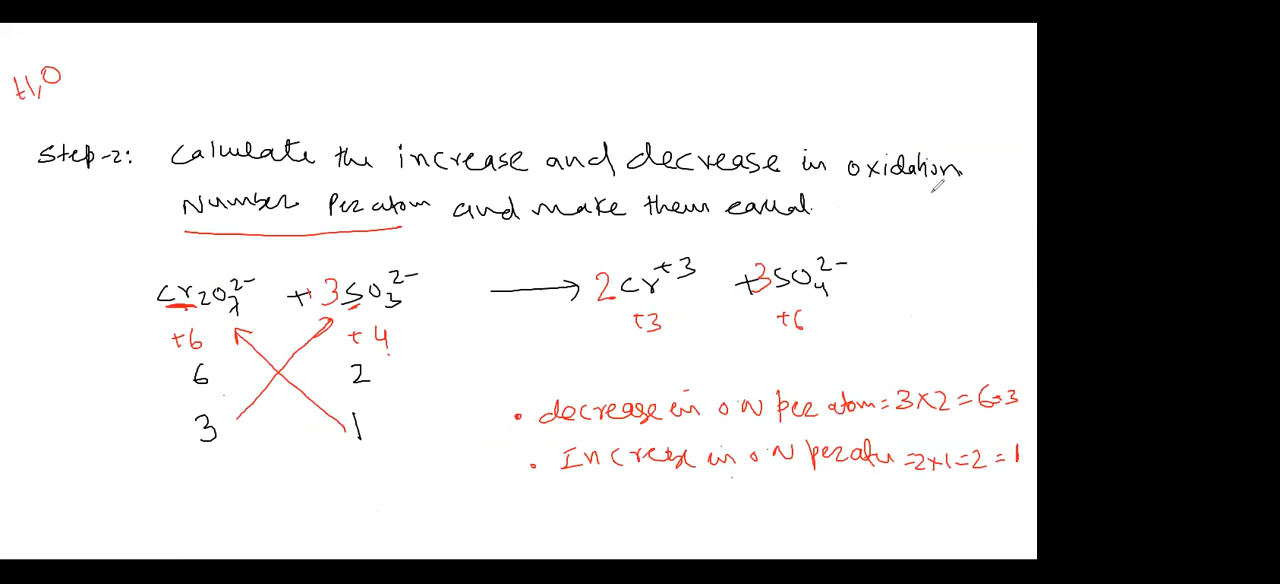 H,O
Step-2: Calculate the increase and decrease in oxidation
Number per atom and make them equal.
Cr2O7^2- + 3SO3^2- ⟶ 2Cr^+3 + 3SO4^2-
+6 +4 +3 +6
6 2
3 1
• decrease in O.N per atom = 3×2 = 6=3
• Increase in O.N per atm = 2×1=2=1